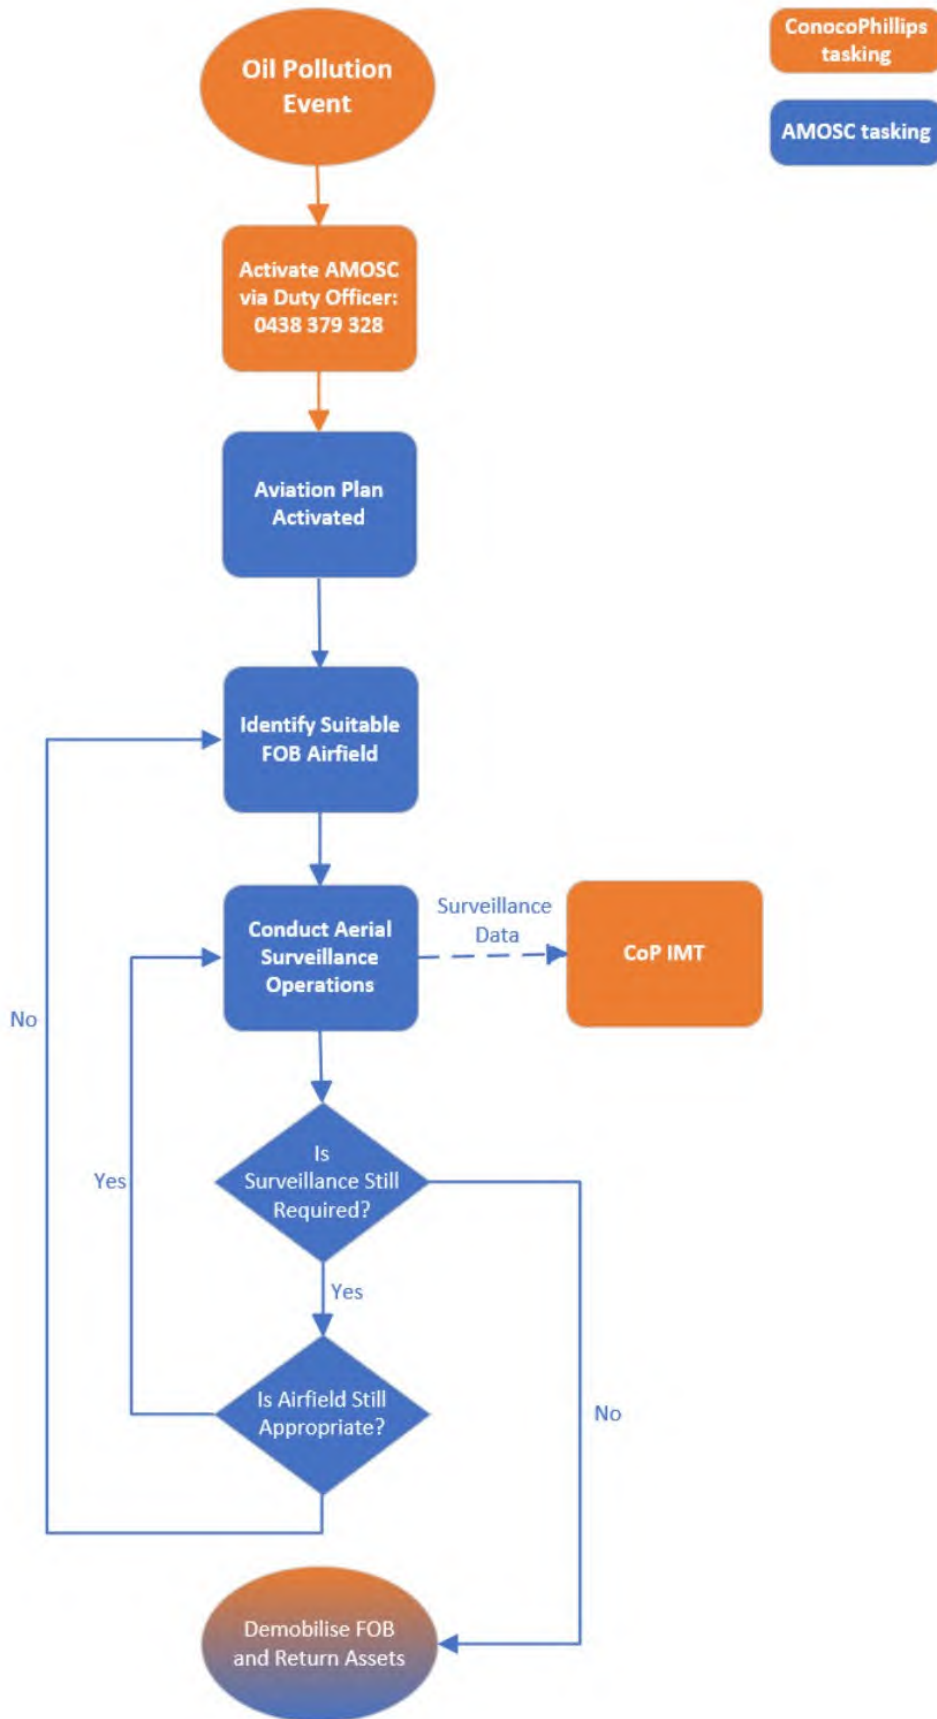 Oil Pollution
Event
ConocoPhillips
tasking
AMOSC tasking
Activate AMOSC
via Duty Officer:
0438 379 328
Aviation Plan
Activated
Identify Suitable
FOB Airfield
Conduct Aerial
Surveillance
Operations
Surveillance
Data
CoP IMT
No
Is
Surveillance Still
Required?
Yes
Yes
Is Airfield Still
Appropriate?
No
Demobilise FOB
and Return Assets